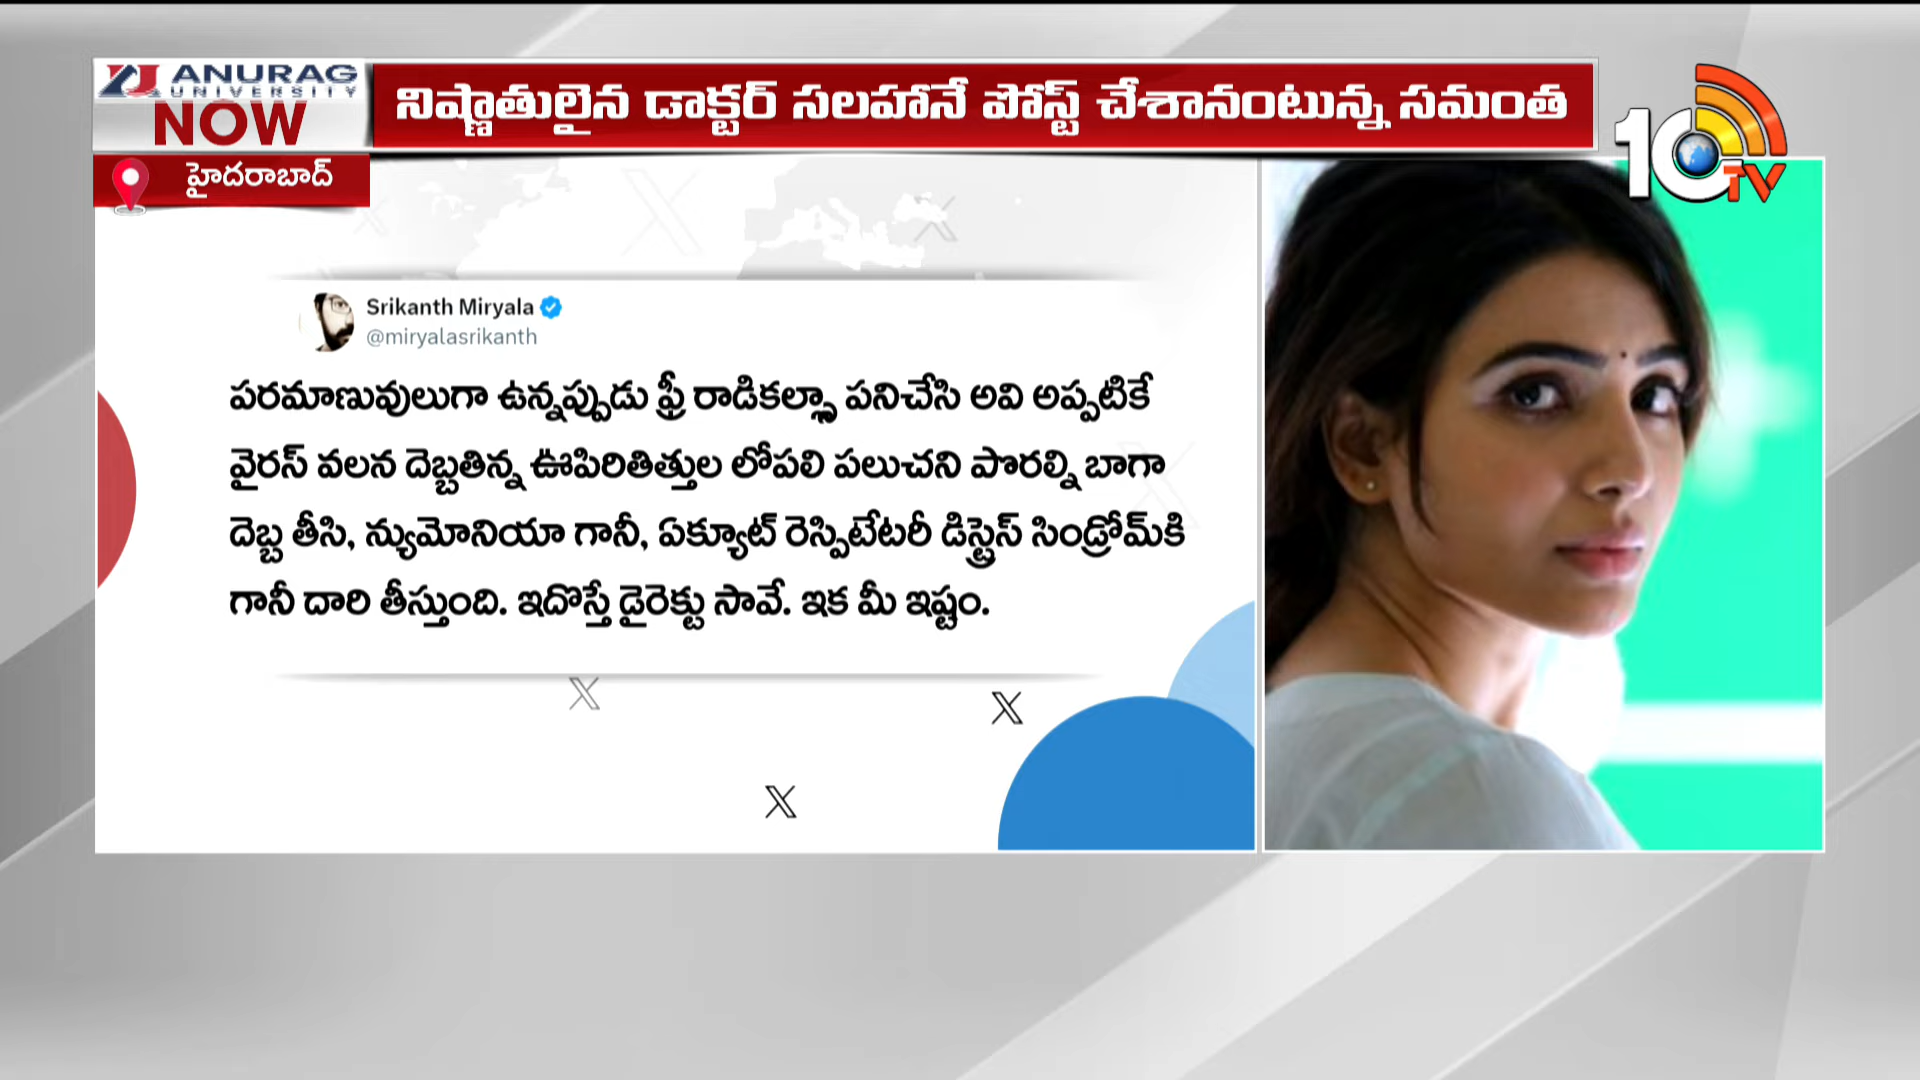 ANURAG
UNIVERSITY
NOW
నిష్ణాతులైన డాక్టర్ సలహానే పోస్ట్ చేశానంటున్న సమంత
10TV
హైదరాబాద్
Srikanth Miryala
@miryalasrikanth
పరమాణువులుగా ఉన్నప్పుడు ఫ్రీ రాడికల్స్గా పనిచేసి అవి అప్పటికే
వైరస్ వలన దెబ్బతిన్న ఊపిరితిత్తుల లోపలి పలుచని పొరల్ని బాగా
దెబ్బ తీసి, న్యుమోనియా గానీ, ఏక్యూట్ రెస్పిటేటరీ డిస్ట్రెస్ సిండ్రోమ్‌కి
గానీ దారి తీస్తుంది. ఇదొస్తే డైరెక్టు సావే. ఇక మీ ఇష్టం.